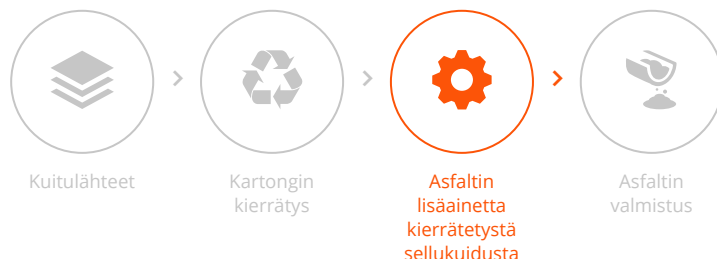 Kuitulähteet
Kartongin
kierrätys
Asfaltin
lisäainetta
kierrätetystä
sellukuidusta
Asfaltin
valmistus